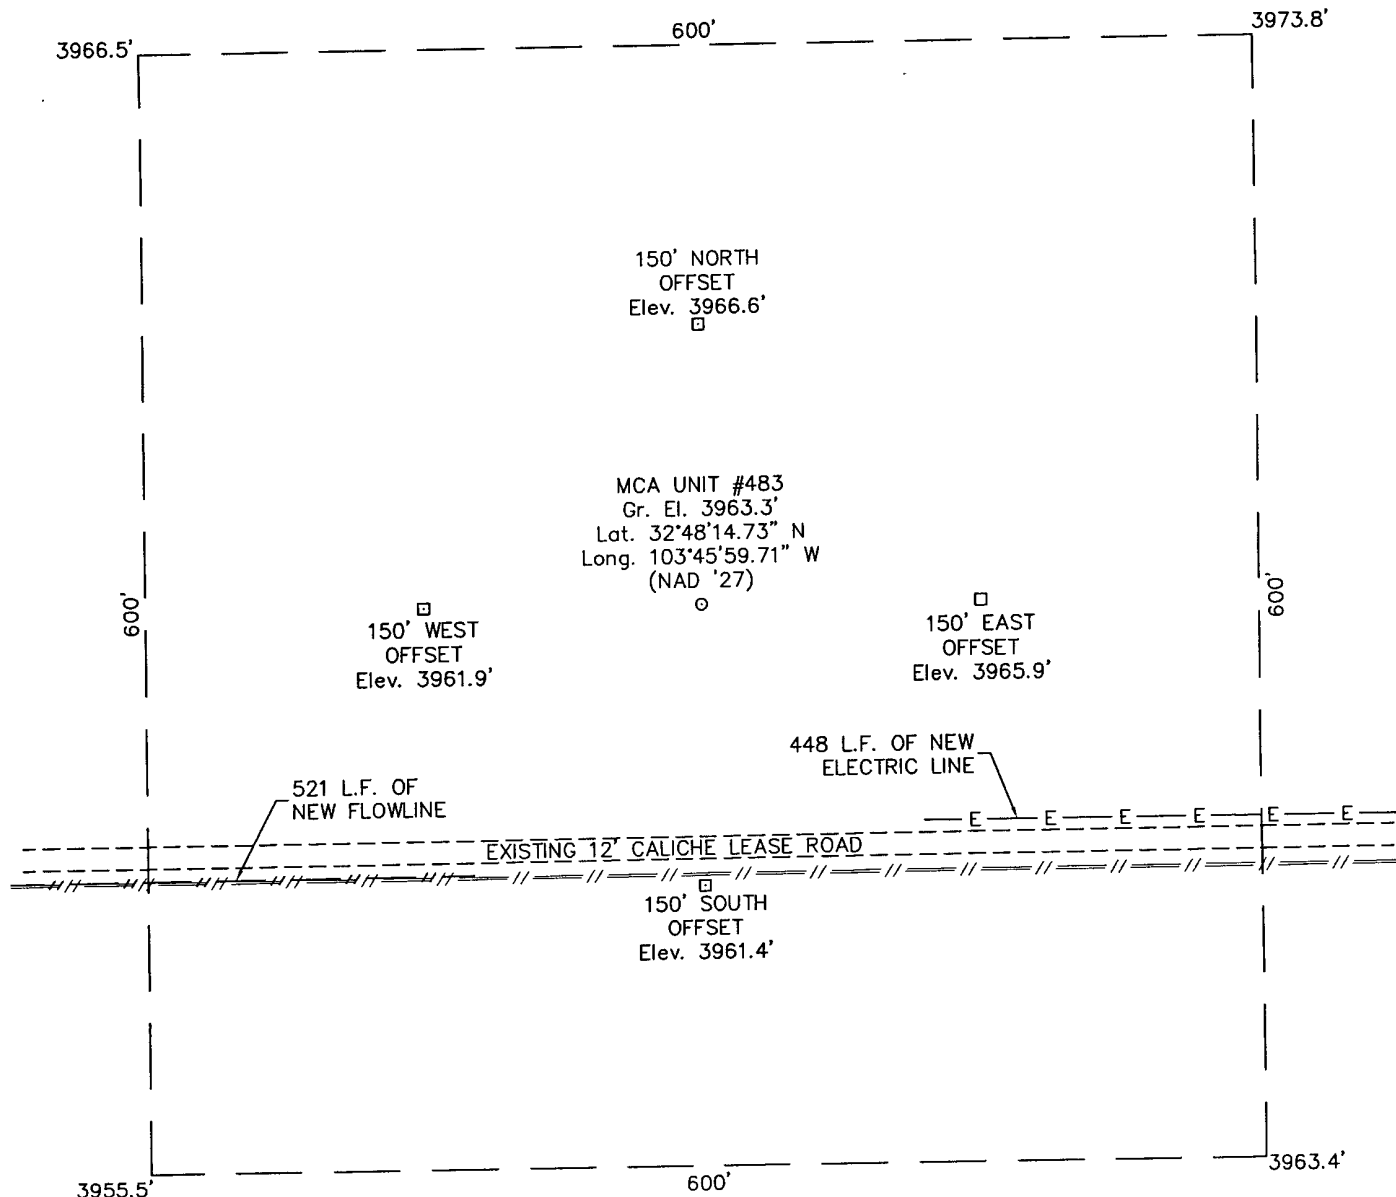 3966.5'
600'
3973.8'
150' NORTH
OFFSET
Elev. 3966.6'
MCA UNIT #483
Gr. El. 3963.3'
Lat. 32°48'14.73" N
Long. 103°45'59.71" W
(NAD '27)
600'
150' WEST
OFFSET
Elev. 3961.9'
150' EAST
OFFSET
Elev. 3965.9'
600'
448 L.F. OF NEW
ELECTRIC LINE
521 L.F. OF
NEW FLOWLINE
E E E E E E
EXISTING 12' CALICHE LEASE ROAD
150' SOUTH
OFFSET
Elev. 3961.4'
3955.5'
600'
3963.4'